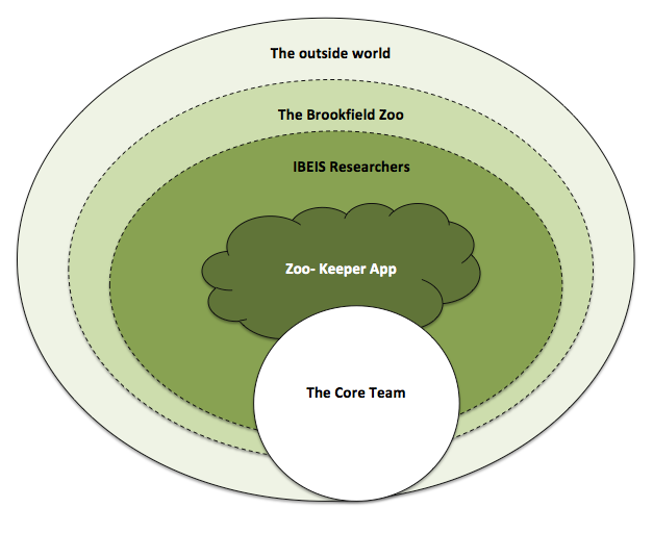 The outside world
The Brookfield Zoo
IBEIS Researchers
Zoo- Keeper App
The Core Team